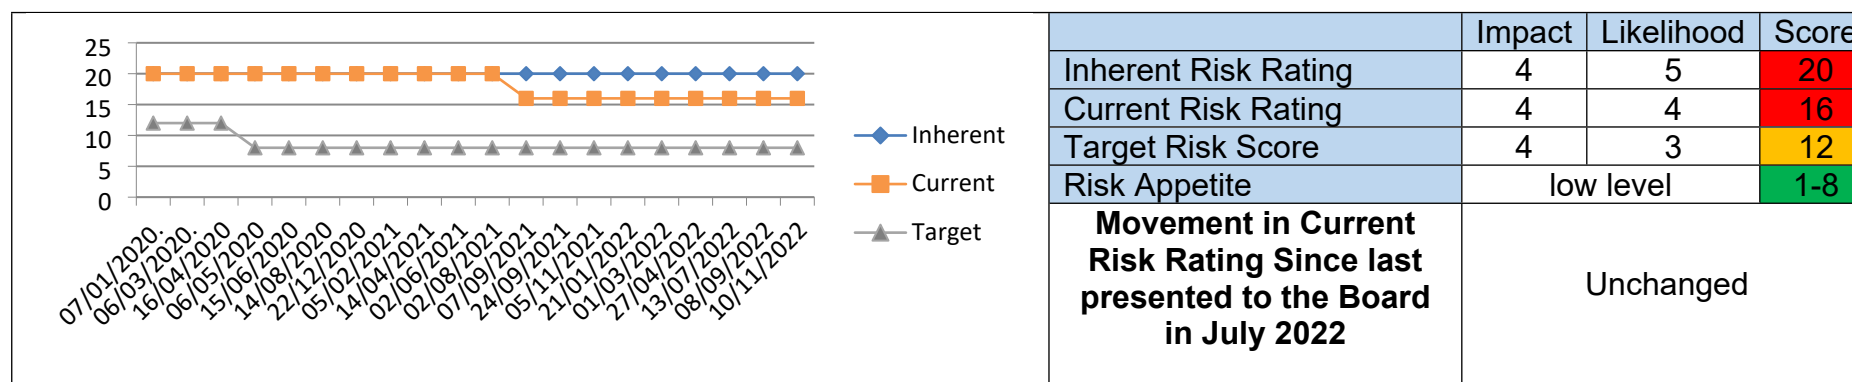 25
20
15
10
5
0
07/01/2020.
06/03/2020.
16/04/2020
06/05/2020
15/06/2020
14/08/2020
22/12/2020
05/02/2021
14/04/2021
02/06/2021
02/08/2021
07/09/2021
24/09/2021
05/11/2021
21/01/2022
01/03/2022
27/04/2022
13/07/2022
08/09/2022
10/11/2022
Inherent
Current
Target
Impact Likelihood Score
Inherent Risk Rating 4 5 20
Current Risk Rating 4 4 16
Target Risk Score 4 3 12
Risk Appetite low level 1-8
Movement in Current
Risk Rating Since last
presented to the Board
in July 2022
Unchanged